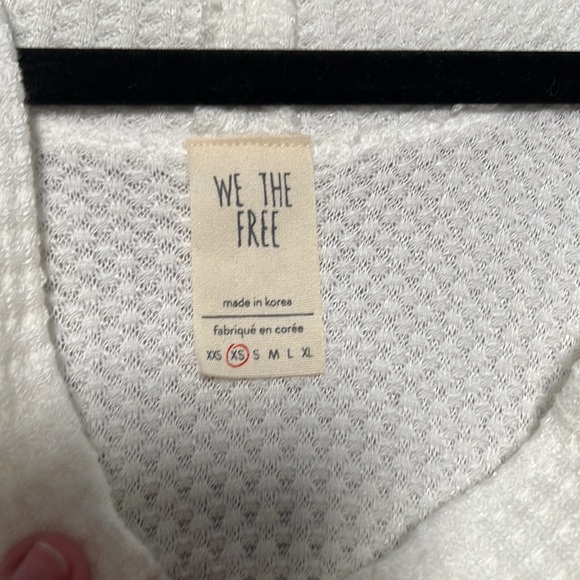 WE THE
FREE
made in korea
fabriqué en corée
XXS XS S M L XL